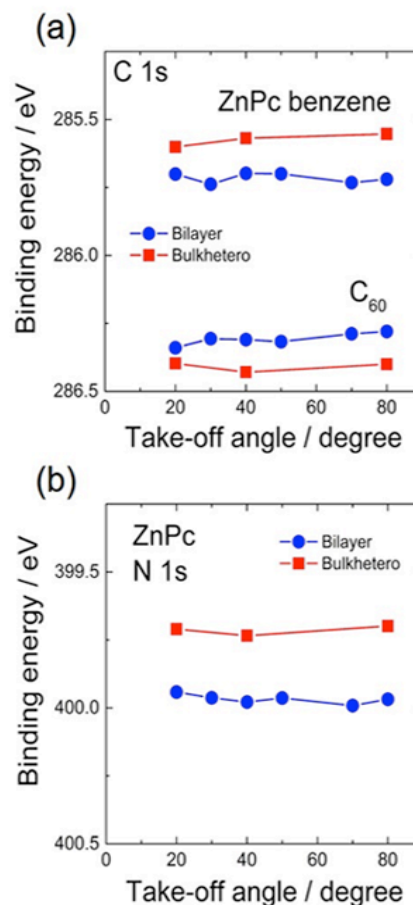 (a)
C 1s
ZnPc benzene
285.5
286.0
286.5
Binding energy / eV
Bilayer
Bulkhetero
C60
0 20 40 60 80
Take-off angle / degree
(b)
ZnPc
N 1s
Bilayer
Bulkhetero
399.5
400.0
400.5
Binding energy / eV
0 20 40 60 80
Take-off angle / degree